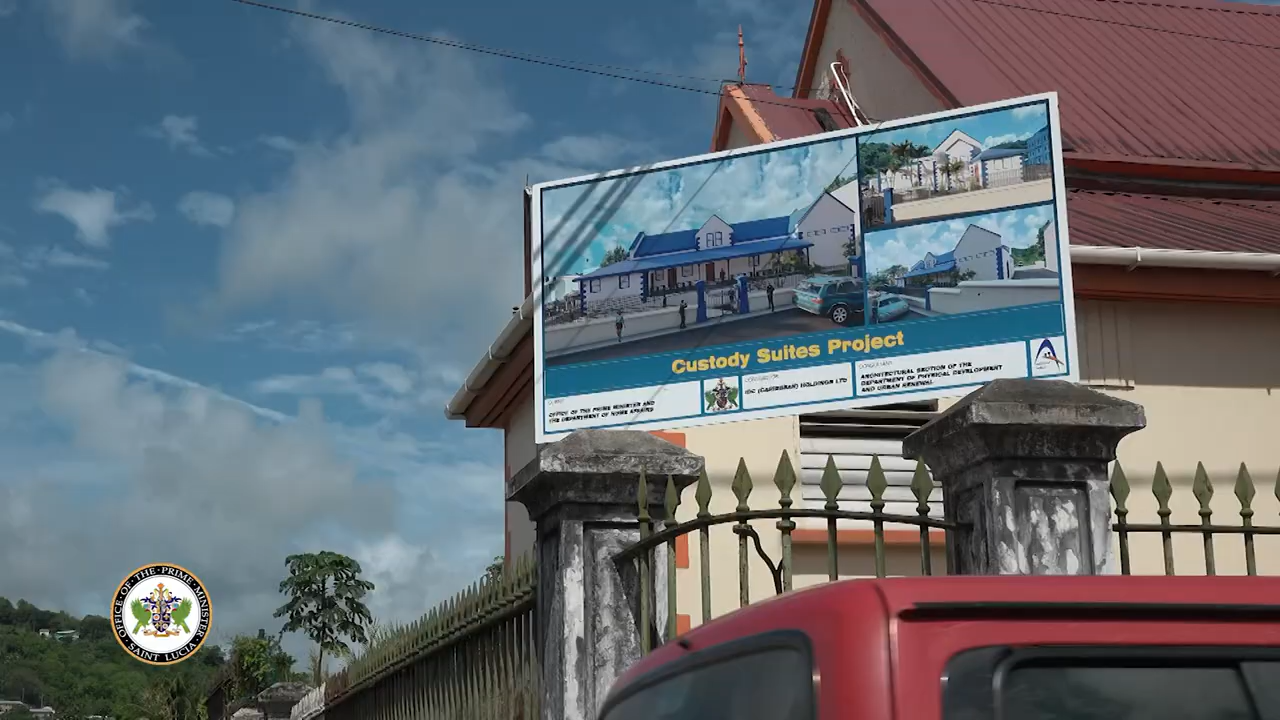 Custody Suites Project
OFFICE OF THE PRIME MINISTER AND
THE DEPARTMENT OF HOME AFFAIRS
IDC (CARIBBEAN) HOLDINGS LTD
ARCHITECTURAL SECTION OF THE
DEPARTMENT OF PHYSICAL DEVELOPMENT
AND URBAN RENEWAL
OFFICE OF THE PRIME MINISTER
SAINT LUCIA